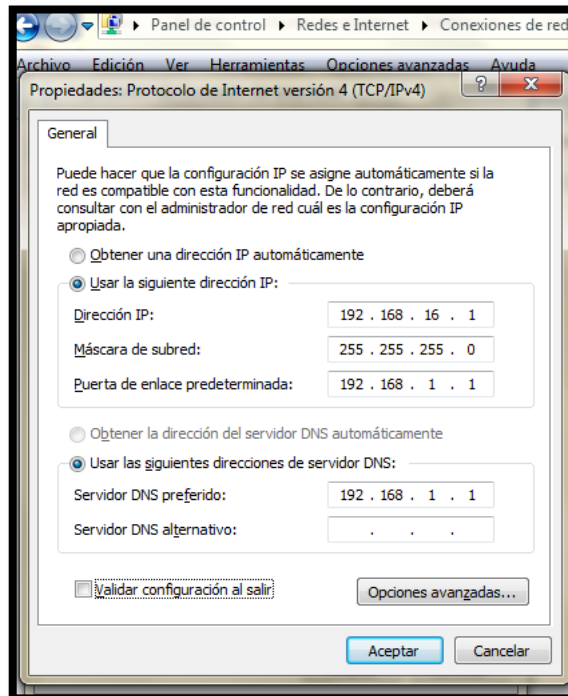 Panel de control Redes e Internet Conexiones de red
Archivo Edición Ver Herramientas Opciones avanzadas Ayuda
Propiedades: Protocolo de Internet versión 4 (TCP/IPv4)
General
Puede hacer que la configuración IP se asigne automáticamente si la
red es compatible con esta funcionalidad. De lo contrario, deberá
consultar con el administrador de red cuál es la configuración IP
apropiada.
Obtener una dirección IP automáticamente
Usar la siguiente dirección IP:
Dirección IP: 192 . 168 . 16 . 1
Máscara de subred: 255 . 255 . 255 . 0
Puerta de enlace predeterminada: 192 . 168 . 1 . 1
Obtener la dirección del servidor DNS automáticamente
Usar las siguientes direcciones de servidor DNS:
Servidor DNS preferido: 192 . 168 . 1 . 1
Servidor DNS alternativo: . . .
Validar configuración al salir Opciones avanzadas...
Aceptar Cancelar